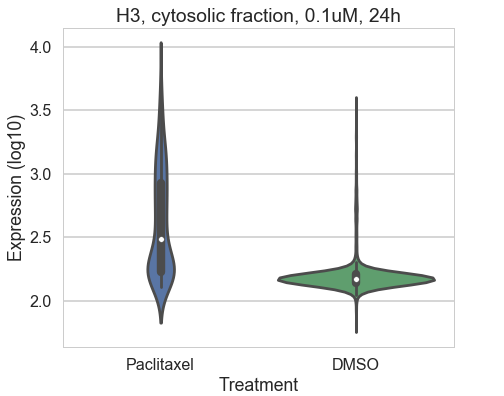 H3, cytosolic fraction, 0.1uM, 24h
Expression (log10)
4.0
3.5
3.0
2.5
2.0
Paclitaxel
DMSO
Treatment